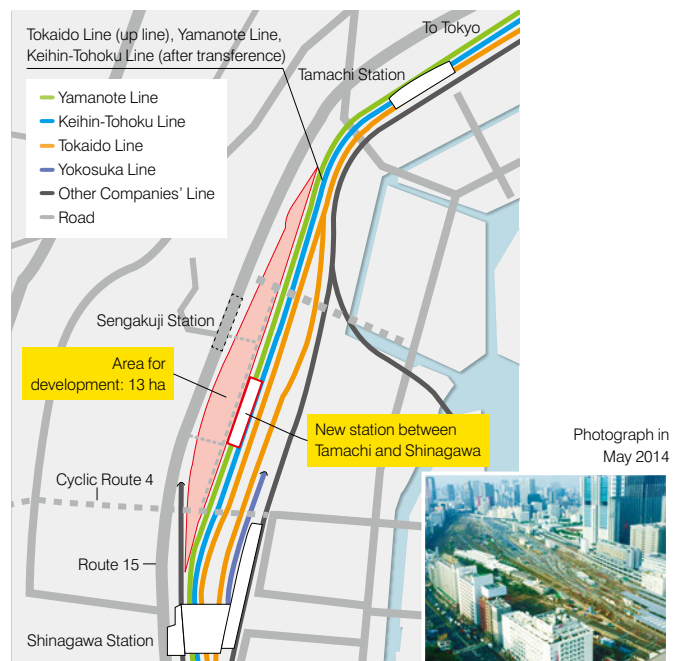 Tokaido Line (up line), Yamanote Line,
Keihin-Tohoku Line (after transference)
To Tokyo
Tamachi Station
Yamanote Line
Keihin-Tohoku Line
Tokaido Line
Yokosuka Line
Other Companies' Line
Road
Sengakuji Station
Area for
development: 13 ha
New station between
Tamachi and Shinagawa
Photograph in
May 2014
Cyclic Route 4
Route 15
Shinagawa Station